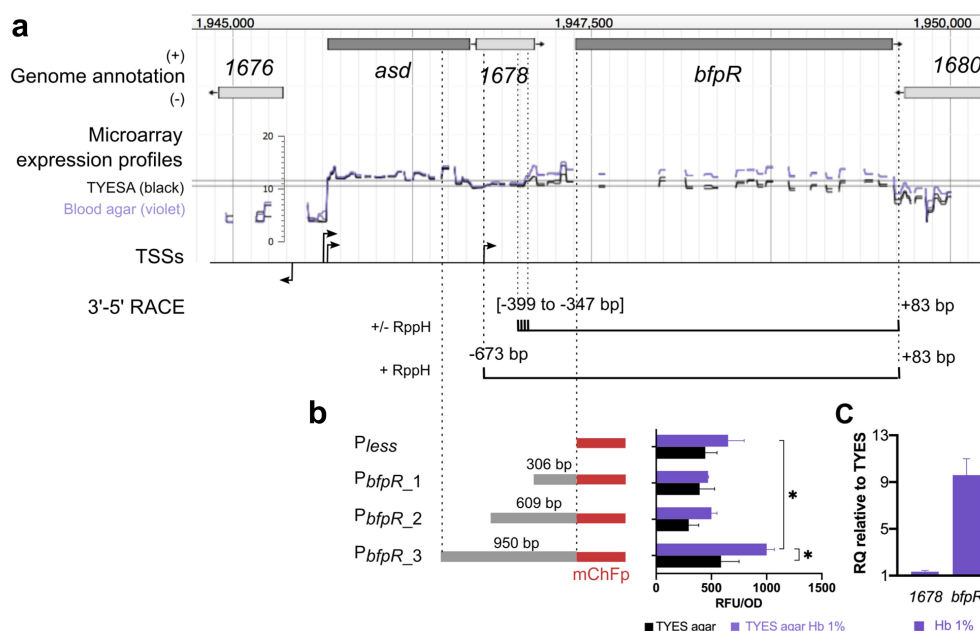 a
1,945,000 1,947,500 1,950,000
(+)
Genome annotation
(-)
1676 asd 1678 bfpR 1680
Microarray
expression profiles
TYESA (black)
Blood agar (violet)
20
10
0
TSSs
3'-5' RACE
[-399 to -347 bp] +83 bp
+/- RppH
-673 bp +83 bp
+ RppH
b
Pless
306 bp
PbfpR_1
609 bp
PbfpR_2
950 bp
PbfpR_3
mChFp
*
*
0 500 1000 1500
RFU/OD
TYES agar TYES agar Hb 1%
C
RQ relative to TYES
13
9
5
1
1678 bfpR
Hb 1%